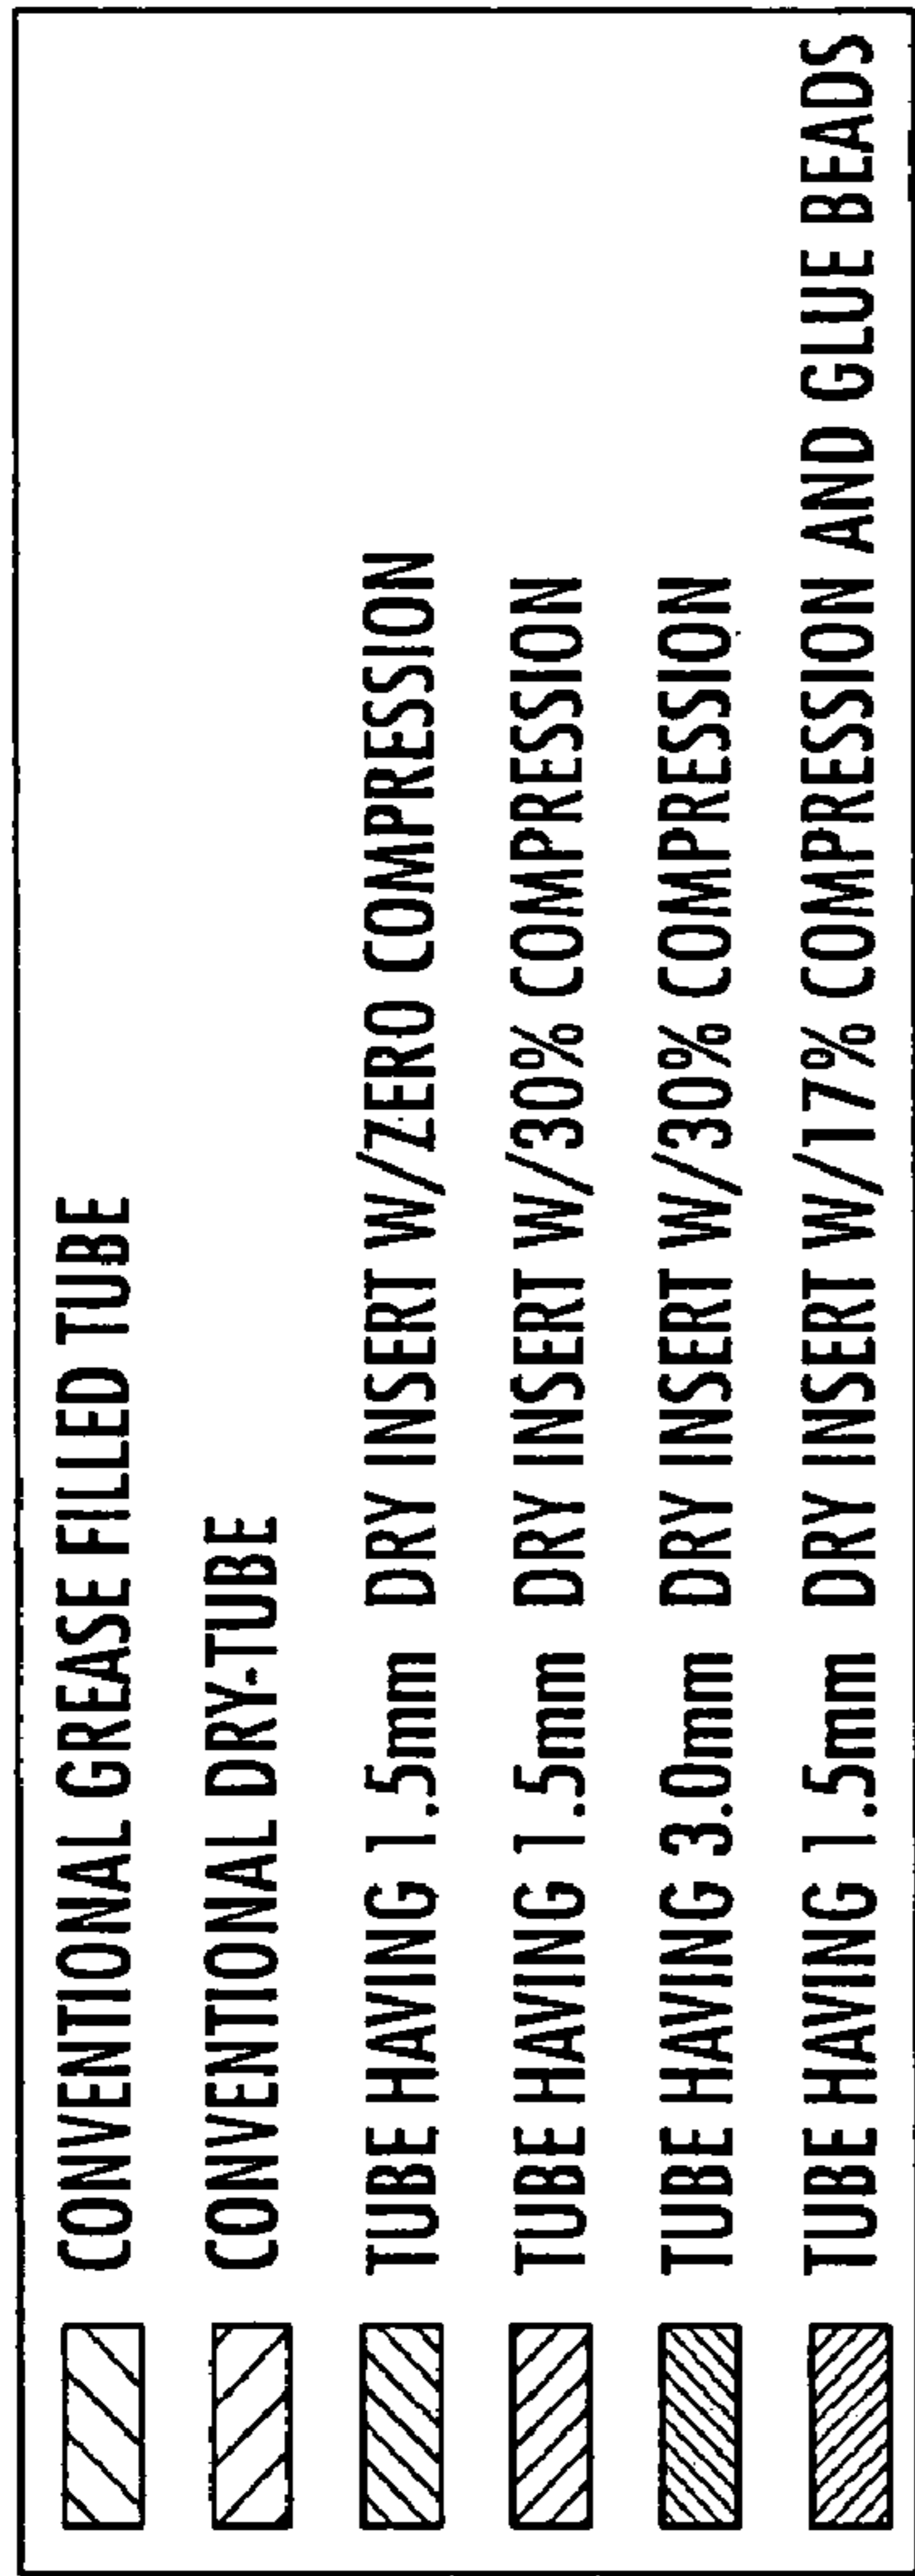 CONVENTIONAL GREASE FILLED TUBE
CONVENTIONAL DRY-TUBE
TUBE HAVING 1.5mm DRY INSERT W/ZERO COMPRESSION
TUBE HAVING 1.5mm DRY INSERT W/30% COMPRESSION
TUBE HAVING 3.0mm DRY INSERT W/30% COMPRESSION
TUBE HAVING 1.5mm DRY INSERT W/17% COMPRESSION AND GLUE BEADS